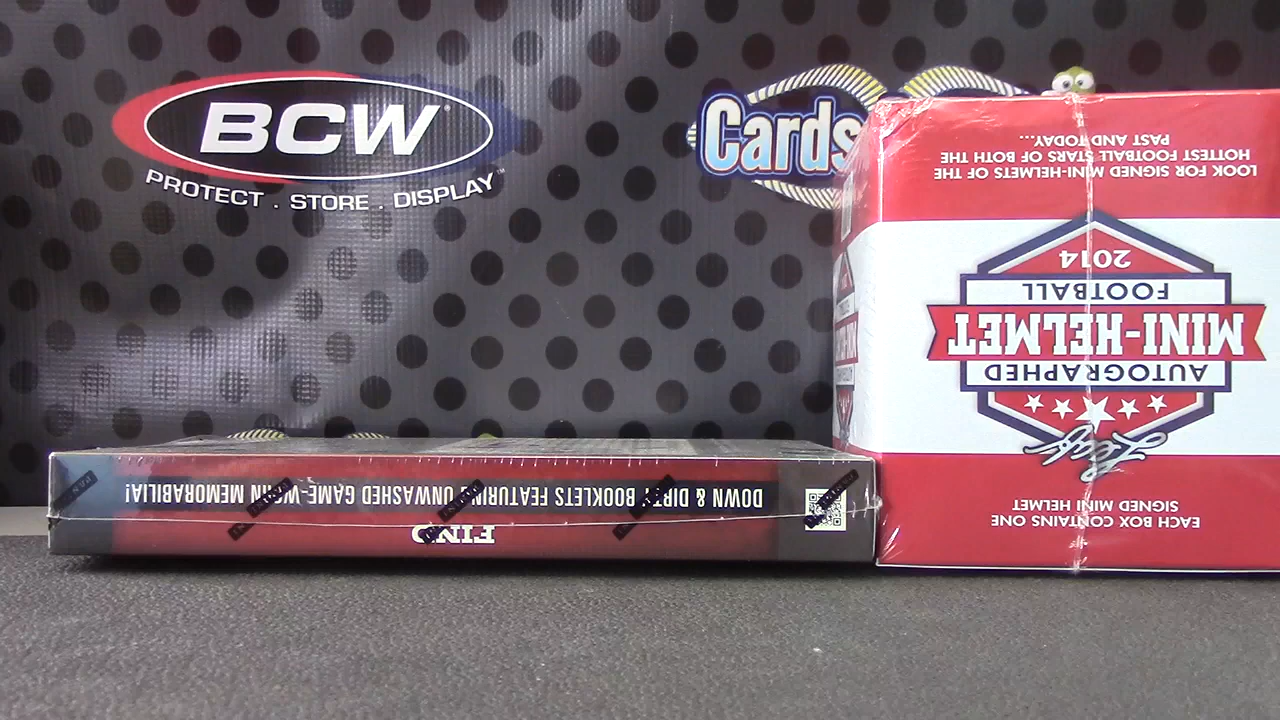 BCW
PROTECT . STORE . DISPLAY™
Cards
LOOK FOR SIGNED MINI-HELMETS OF THE
HOTTEST FOOTBALL STARS OF BOTH THE
PAST AND TODAY....
2014
FOOTBALL
MINI-HELMET
AUTOGRAPHED
Leaf
EACH BOX CONTAINS ONE
SIGNED MINI HELMET
FIND
DOWN & DIRTY BOOKLETS FEATURING UNWASHED GAME-WORN MEMORABILIA!